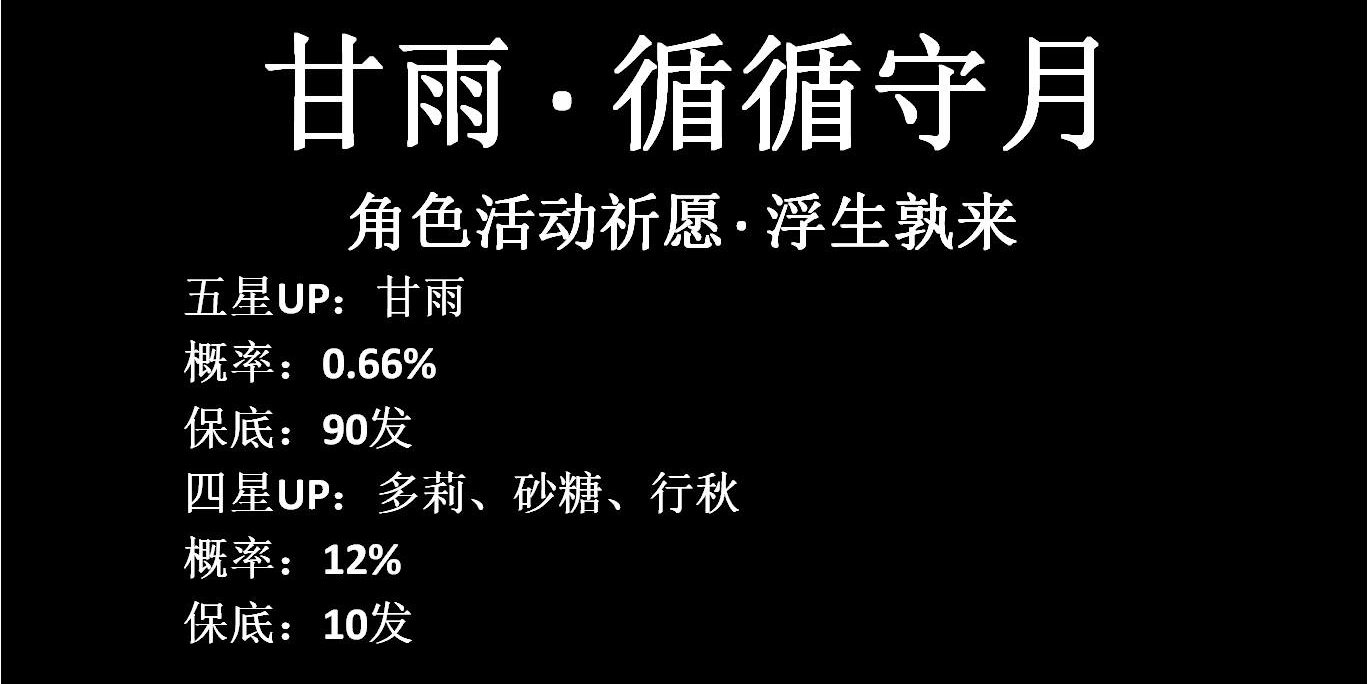 甘雨·循循守月
角色活动祈愿·浮生孰来
五星UP：甘雨
概率：0.66%
保底：90发
四星UP：多莉、砂糖、行秋
概率：12%
保底：10发